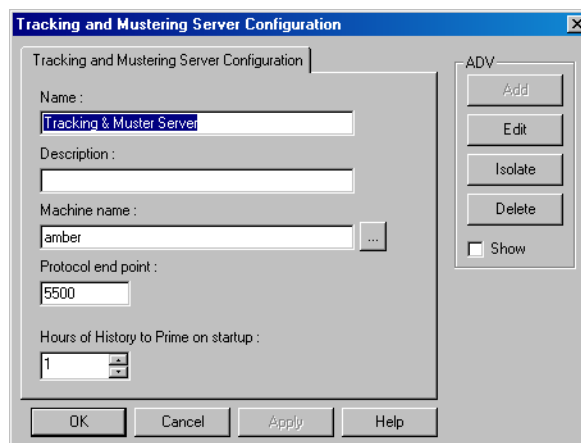 Tracking and Mustering Server Configuration
Tracking and Mustering Server Configuration
Name :
Tracking & Muster Server
Description :
Machine name :
amber
...
Protocol end point :
5500
Hours of History to Prime on startup :
1
ADV
Add
Edit
Isolate
Delete
Show
OK
Cancel
Apply
Help